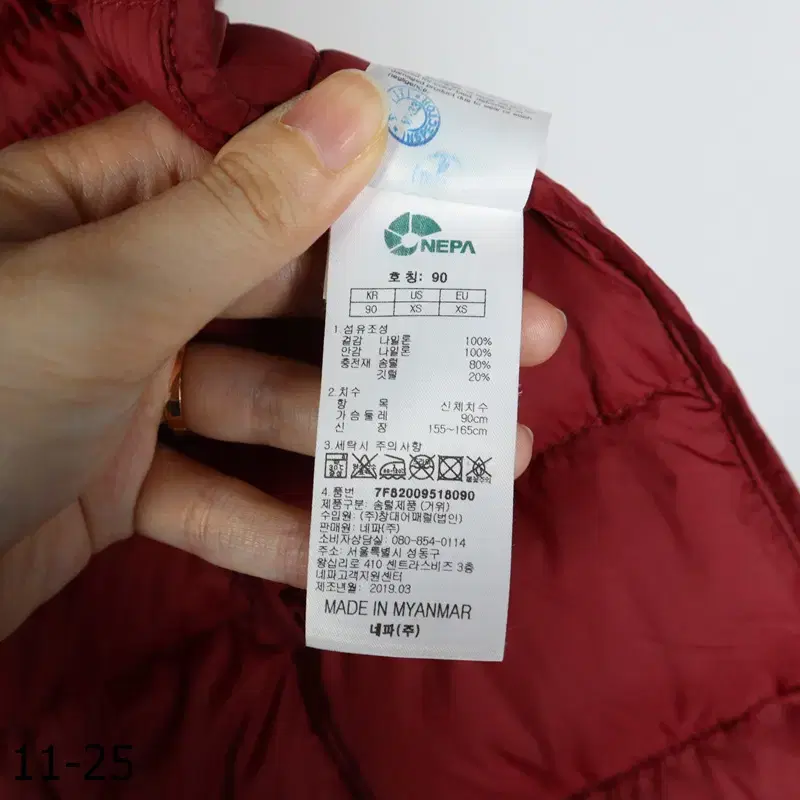 NEPA
호 칭: 90
KR US EU
90 XS XS
1.섬유조성
겉감 나일론 100%
안감 나일론 100%
충전재 솜털 80%
깃털 20%
2.치수
항 목 신체치수
가슴둘레 90cm
신 장 155~165cm
3.세탁시 주의사항
4.품번 7F82009518090
제품구분: 솜털제품 (거위)
수입원: (주)창대어패럴(법인)
판매원: 네파(주)
소비자상담실: 080-854-0114
주소: 서울특별시 성동구
왕십리로 410 센트라스비즈 3층
네파고객지원센터
제조년월: 2019.03
MADE IN MYANMAR
네파(주)
11-25